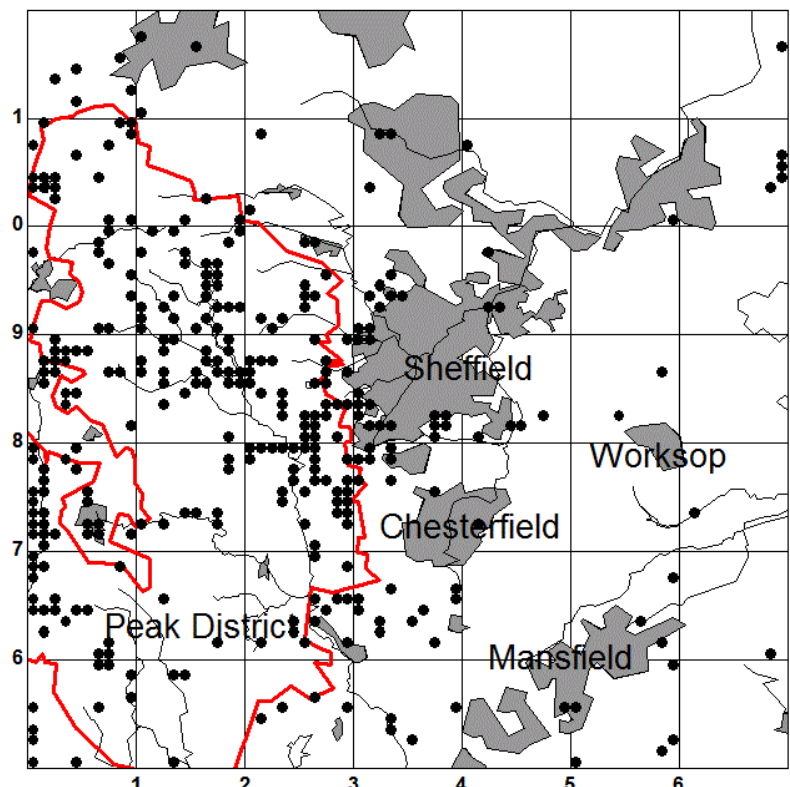 1
0
9
Sheffield
8
Worksop
Chesterfield
7
Peak District
6
Mansfield
1 2 3 4 5 6